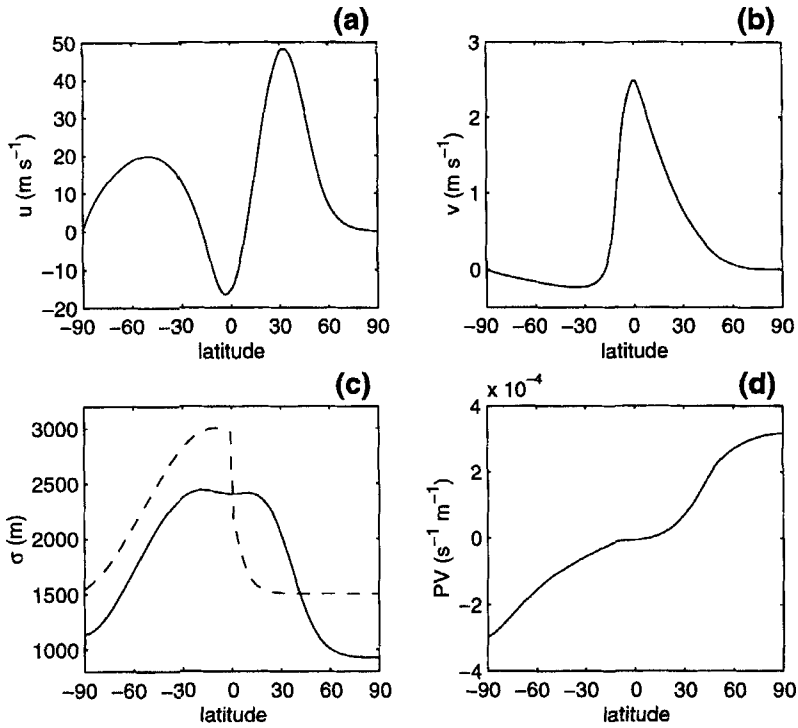 (a)
50
40
30
20
10
0
−10
−20
u (m s⁻¹)
−90 −60 −30 0 30 60 90
latitude
(b)
3
2
1
0
v (m s⁻¹)
−90 −60 −30 0 30 60 90
latitude
(c)
3000
2500
2000
1500
1000
σ (m)
−90 −60 −30 0 30 60 90
latitude
(d)
x 10⁻⁴
4
2
0
−2
−4
PV (s⁻¹ m⁻¹)
−90 −60 −30 0 30 60 90
latitude